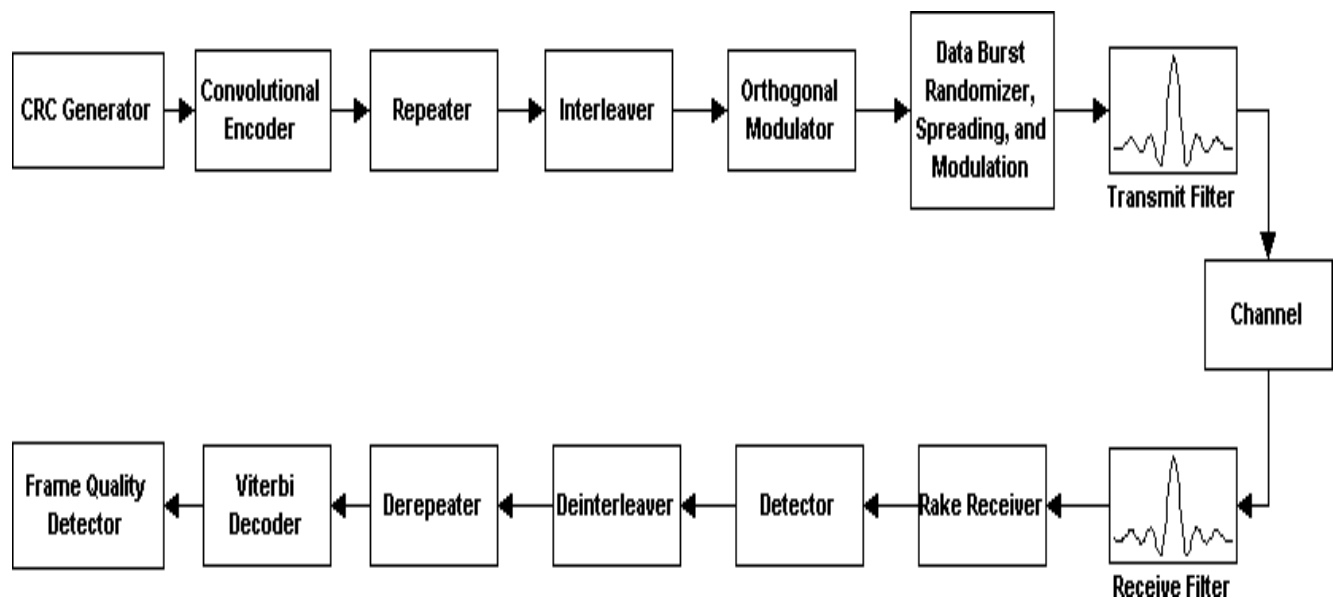 CRC Generator
Convolutional
Encoder
Repeater
Interleaver
Orthogonal
Modulator
Data Burst
Randomizer,
Spreading, and
Modulation
Transmit Filter
Channel
Frame Quality
Detector
Viterbi
Decoder
Derepeater
Deinterleaver
Detector
Rake Receiver
Receive Filter